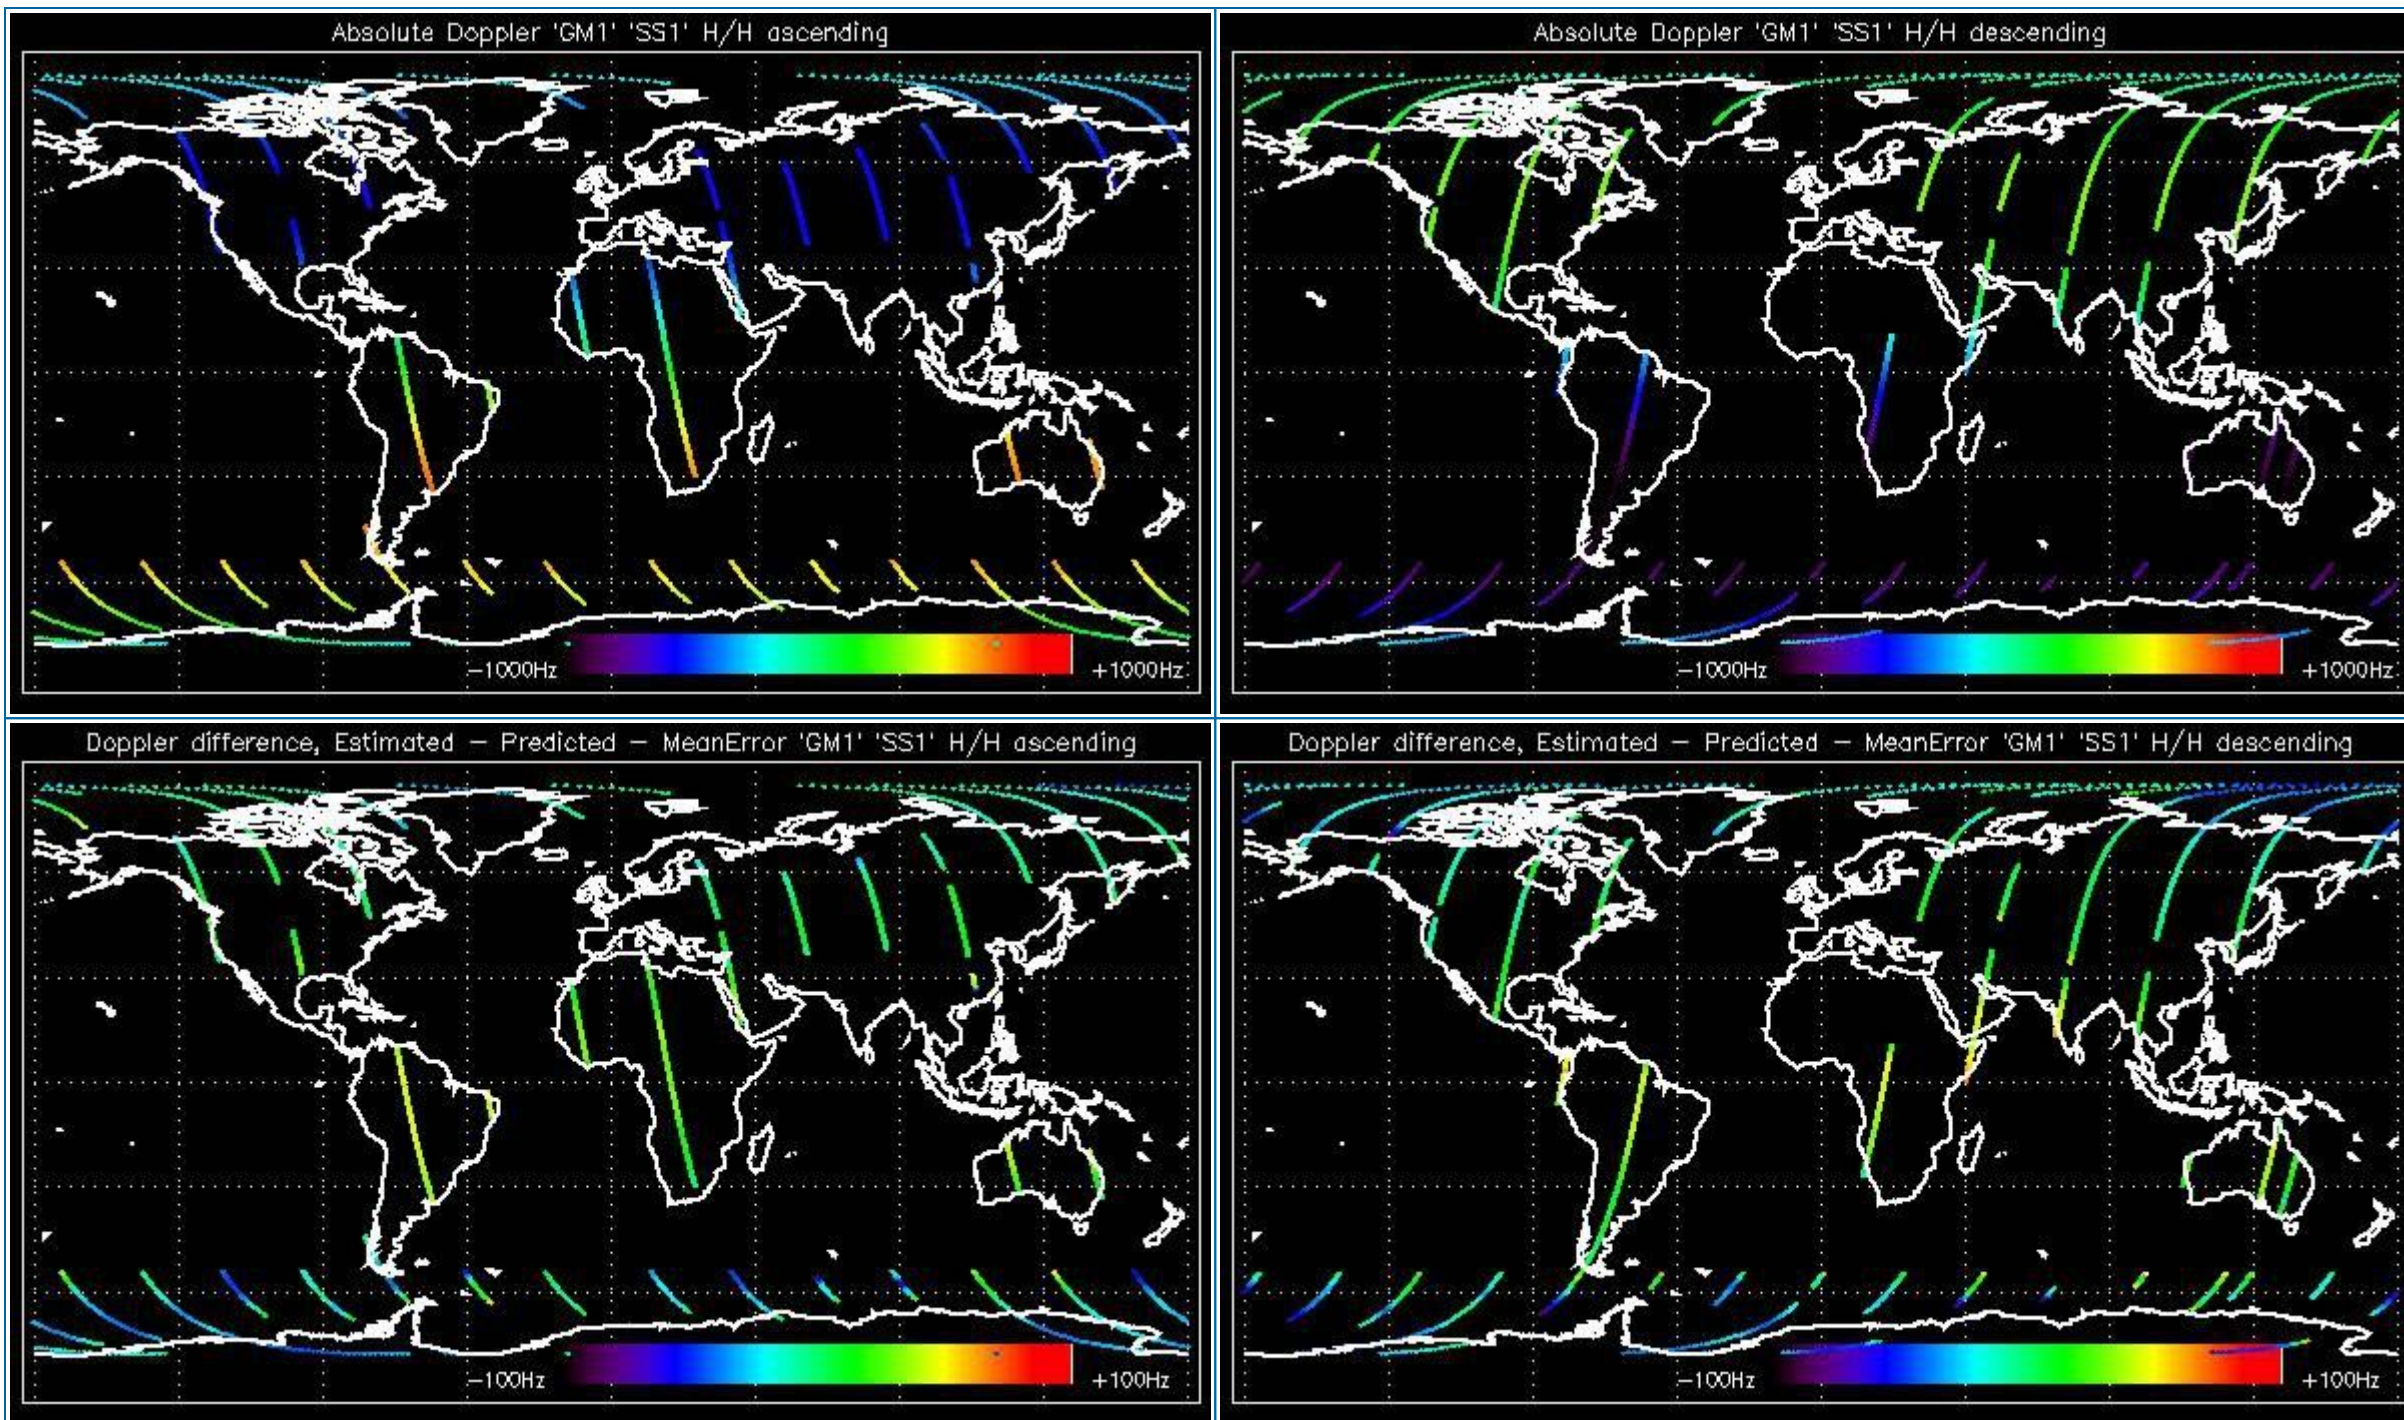 Absolute Doppler 'GM1' 'SS1' H/H ascending
−1000Hz
+1000Hz
Absolute Doppler 'GM1' 'SS1' H/H descending
−1000Hz
+1000Hz
Doppler difference, Estimated − Predicted − MeanError 'GM1' 'SS1' H/H ascending
−100Hz
+100Hz
Doppler difference, Estimated − Predicted − MeanError 'GM1' 'SS1' H/H descending
−100Hz
+100Hz